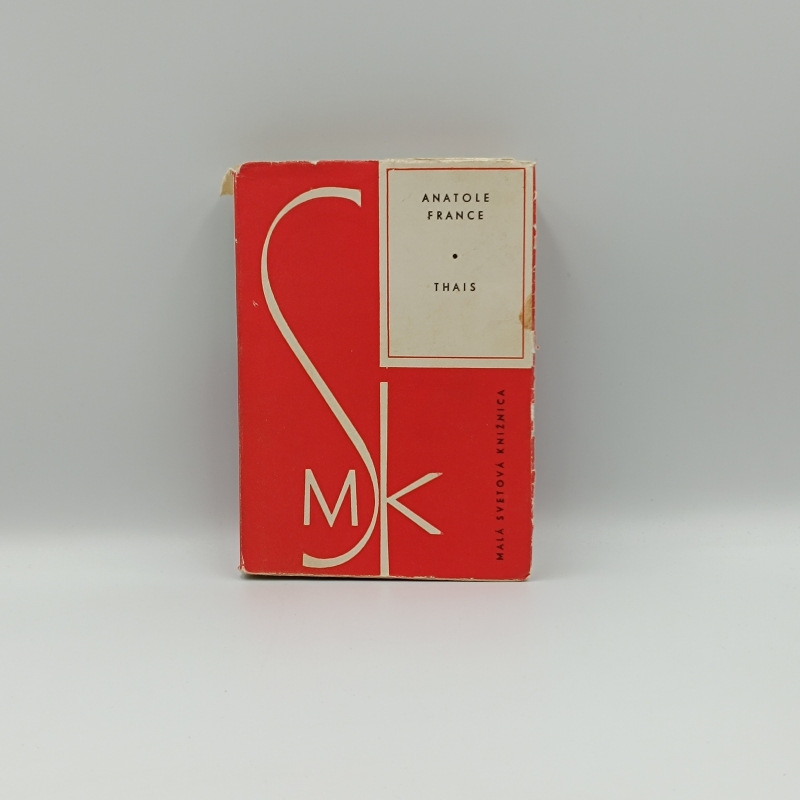 ANATOLE
FRANCE
•
THAIS
SMK
MALÁ SVETOVÁ KNIŽNICA